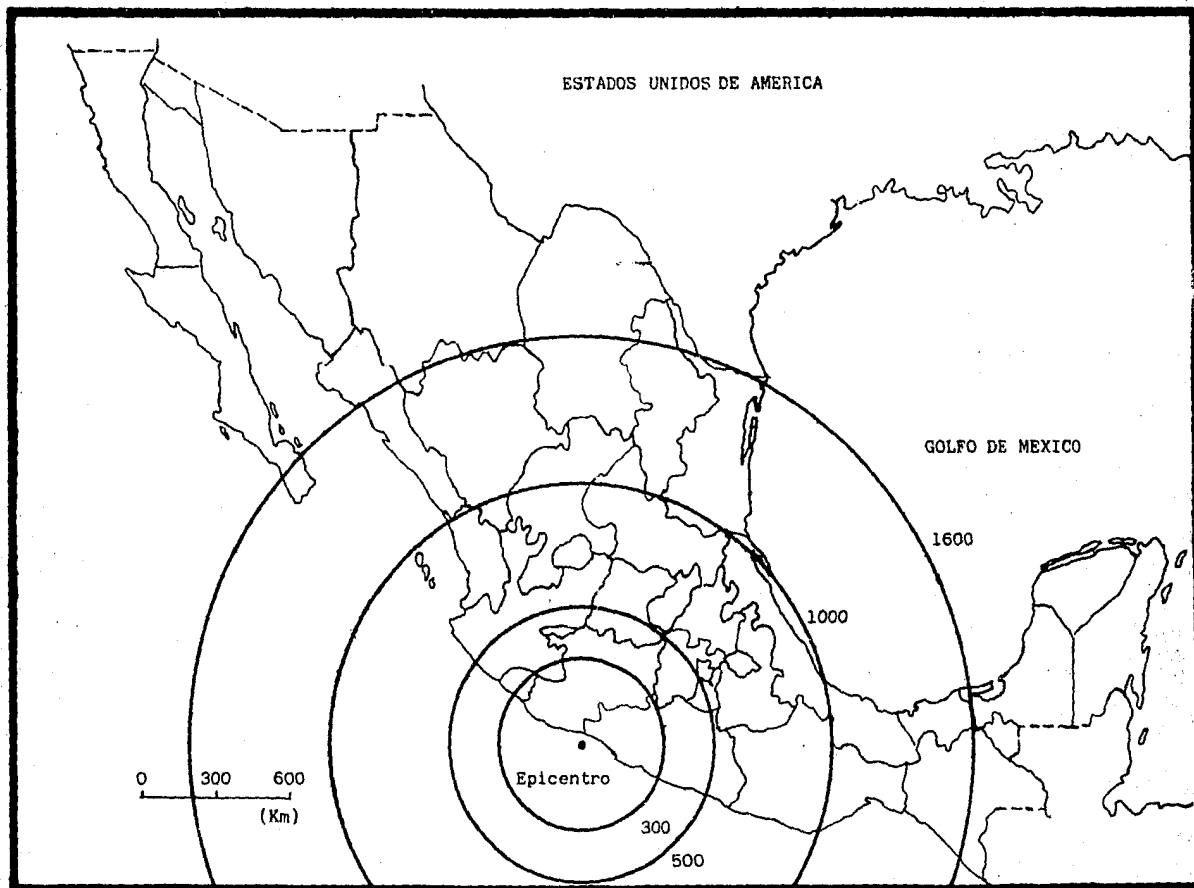 ESTADOS UNIDOS DE AMERICA
GOLFO DE MEXICO
1600
1000
0 300 600
(Km)
Epicentro
300
500